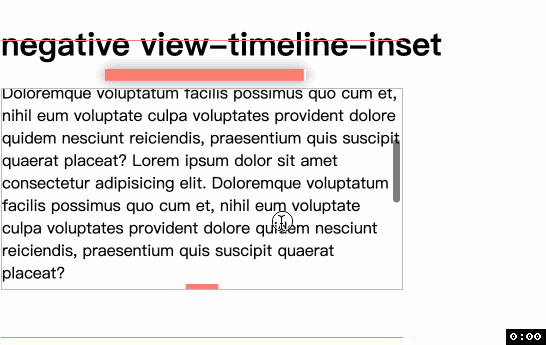 negative view-timeline-inset
Doloremque voluptatum facilis possimus quo cum et,
nihil eum voluptate culpa voluptates provident dolore
quidem nesciunt reiciendis, praesentium quis suscipit
quaerat placeat? Lorem ipsum dolor sit amet
consectetur adipisicing elit. Doloremque voluptatum
facilis possimus quo cum et, nihil eum voluptate
culpa voluptates provident dolore quidem nesciunt
reiciendis, praesentium quis suscipit quaerat
placeat?
0:00